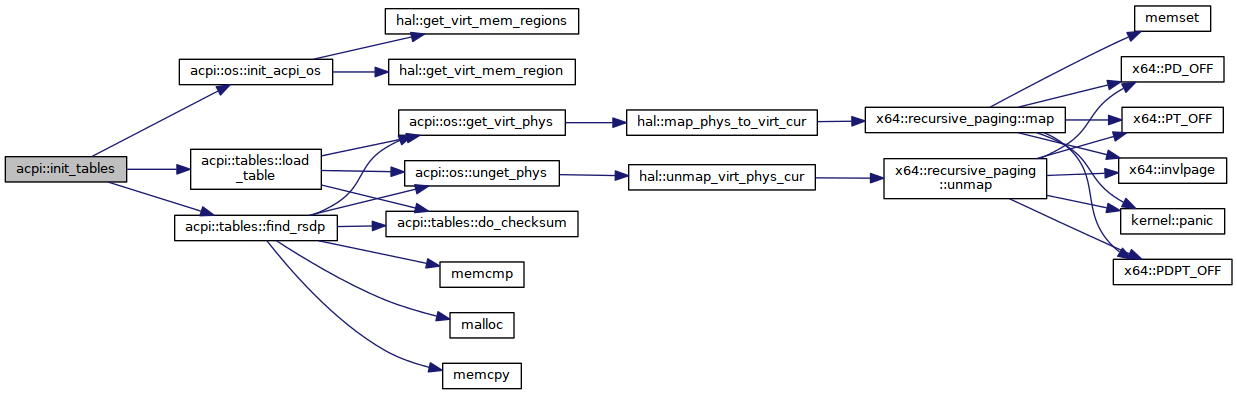 acpi::init_tables
acpi::os::init_acpi_os
acpi::tables::load
_table
acpi::tables::find_rsdp
hal::get_virt_mem_regions
hal::get_virt_mem_region
acpi::os::get_virt_phys
acpi::os::unget_phys
acpi::tables::do_checksum
memcmp
malloc
memcpy
hal::map_phys_to_virt_cur
hal::unmap_virt_phys_cur
x64::recursive_paging::map
x64::recursive_paging
::unmap
memset
x64::PD_OFF
x64::PT_OFF
x64::invlpage
kernel::panic
x64::PDPT_OFF